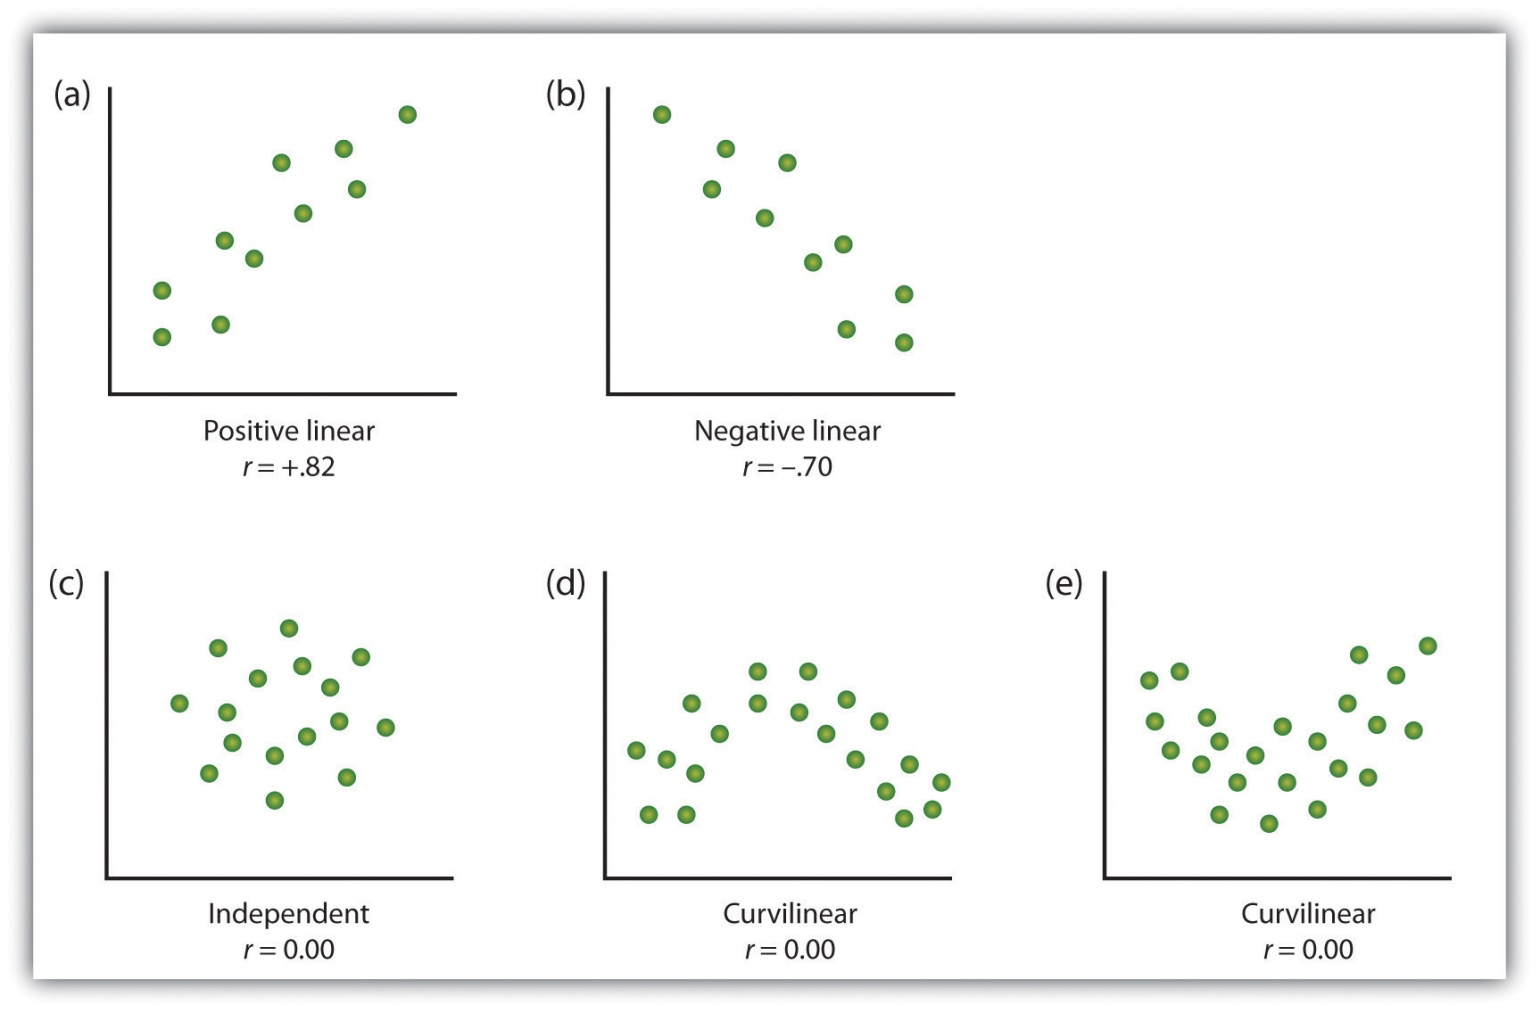 (a)
Positive linear
r = +.82
(b)
Negative linear
r = –.70
(c)
Independent
r = 0.00
(d)
Curvilinear
r = 0.00
(e)
Curvilinear
r = 0.00